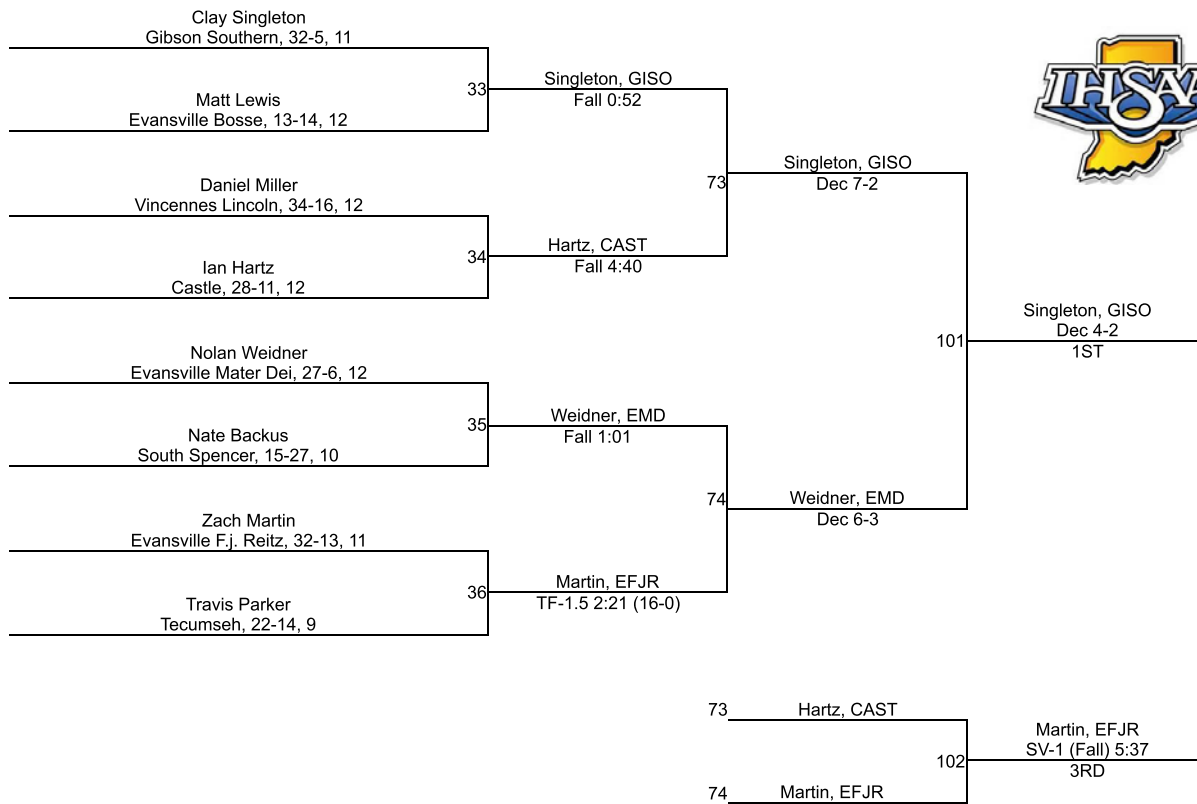 Clay Singleton
Gibson Southern, 32-5, 11
33
Matt Lewis
Evansville Bosse, 13-14, 12
Singleton, GISO
Fall 0:52
Daniel Miller
Vincennes Lincoln, 34-16, 12
34
Ian Hartz
Castle, 28-11, 12
Hartz, CAST
Fall 4:40
73
Singleton, GISO
Dec 7-2
Nolan Weidner
Evansville Mater Dei, 27-6, 12
35
Nate Backus
South Spencer, 15-27, 10
Weidner, EMD
Fall 1:01
Zach Martin
Evansville F.j. Reitz, 32-13, 11
36
Travis Parker
Tecumseh, 22-14, 9
Martin, EFJR
TF-1.5 2:21 (16-0)
74
Weidner, EMD
Dec 6-3
101
Singleton, GISO
Dec 4-2
1ST
73
Hartz, CAST
74
Martin, EFJR
102
Martin, EFJR
SV-1 (Fall) 5:37
3RD
IHSAA